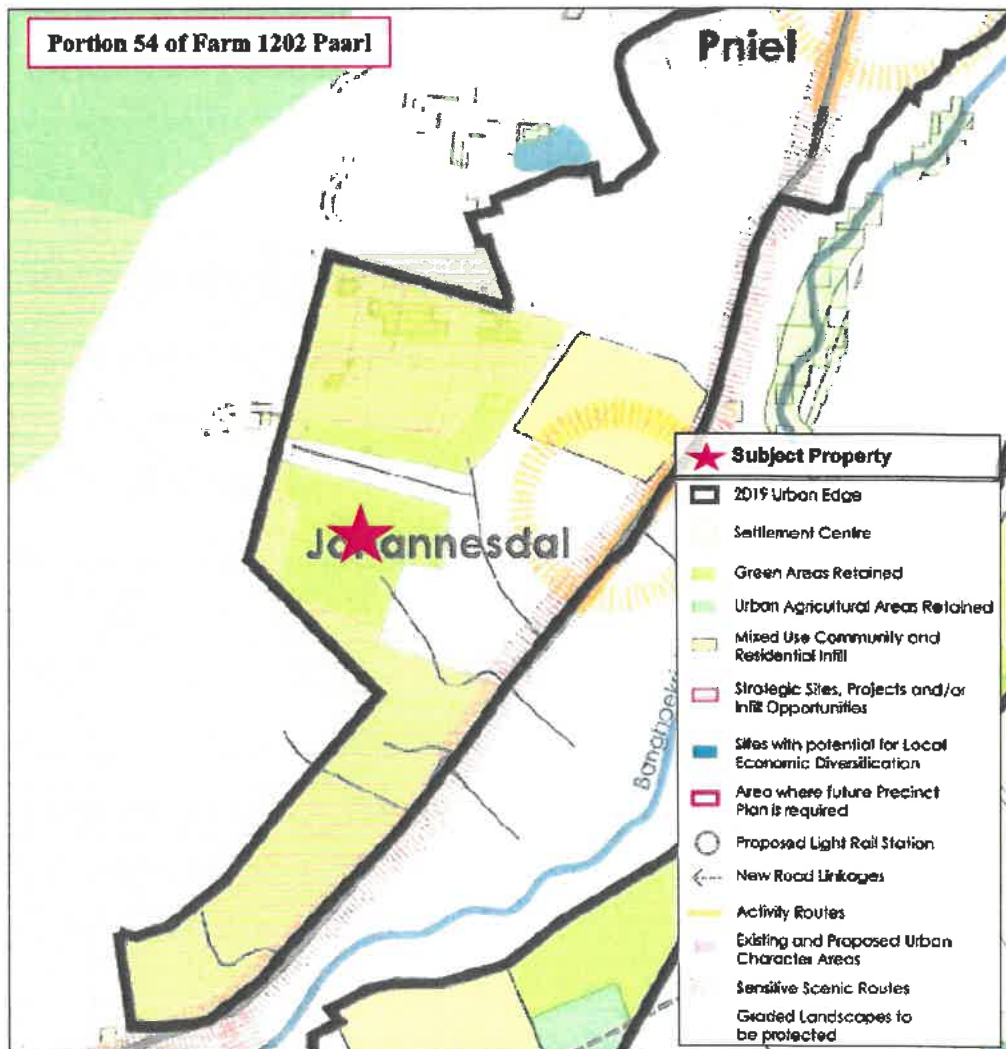 Portion 54 of Farm 1202 Paarl
Pniel
Johannesdal
Banghoek
Subject Property
2019 Urban Edge
Settlement Centre
Green Areas Retained
Urban Agricultural Areas Retained
Mixed Use Community and
Residential Infill
Strategic Sites, Projects and/or
Infill Opportunities
Sites with potential for Local
Economic Diversification
Area where future Precinct
Plan is required
Proposed Light Rail Station
New Road Linkages
Activity Routes
Existing and Proposed Urban
Character Areas
Sensitive Scenic Routes
Graded Landscapes to
be protected